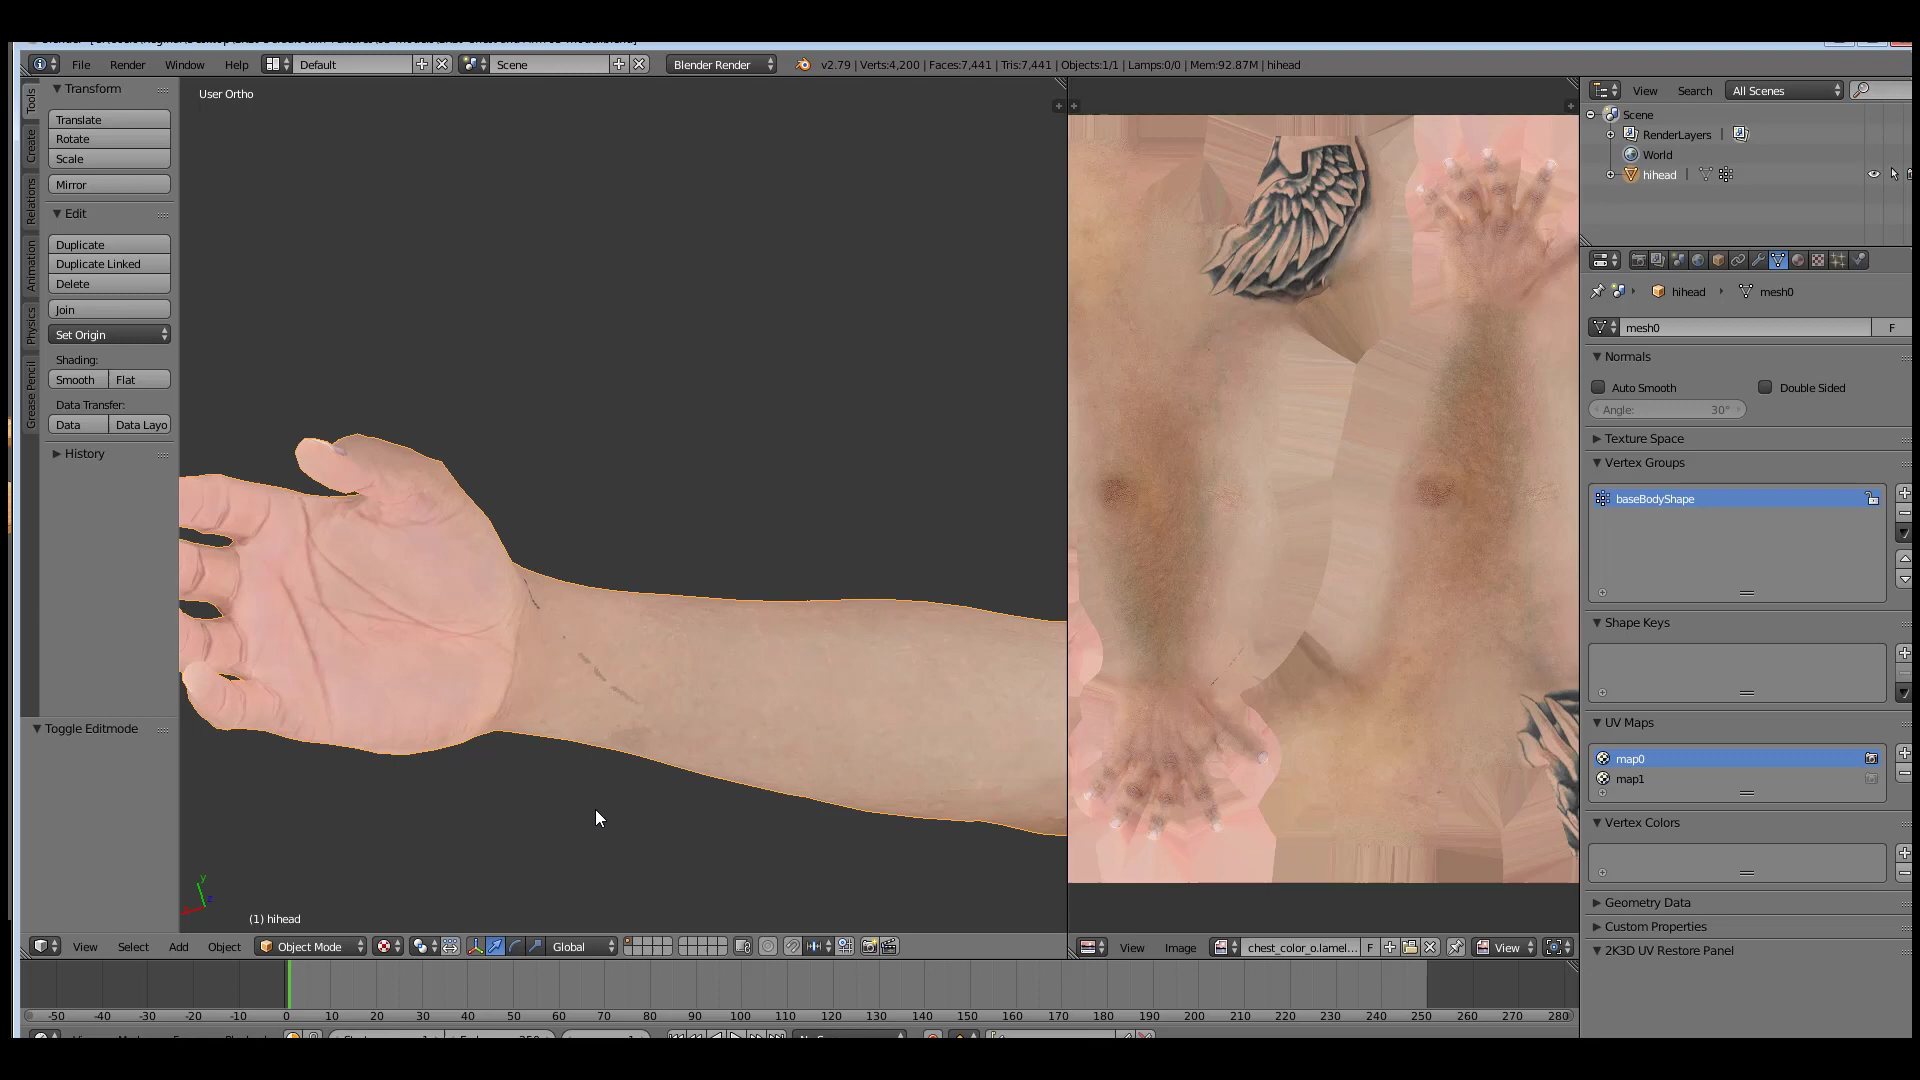 File Render Window Help Default Scene Blender Render v2.79 | Verts:4,200 | Faces:7,441 | Tris:7,441 | Objects:1/1 | Lamps:0/0 | Mem:92.87M | hihead
Tools
Create
Relations
Animation
Physics
Grease Pencil
Transform
Translate
Rotate
Scale
Mirror
Edit
Duplicate
Duplicate Linked
Delete
Join
Set Origin
Shading:
Smooth Flat
Data Transfer:
Data Data Layo
History
Toggle Editmode
User Ortho
y
(1) hihead
View Select Add Object Object Mode Global
View Image chest_color_o.lamel... F View
View Search All Scenes
Scene
RenderLayers
World
hihead
hihead mesh0
mesh0 F
Normals
Auto Smooth Double Sided
Angle: 30°
Texture Space
Vertex Groups
baseBodyShape
Shape Keys
UV Maps
map0
map1
Vertex Colors
Geometry Data
Custom Properties
2K3D UV Restore Panel
-50 -40 -30 -20 -10 0 10 20 30 40 50 60 70 80 90 100 110 120 130 140 150 160 170 180 190 200 210 220 230 240 250 260 270 280